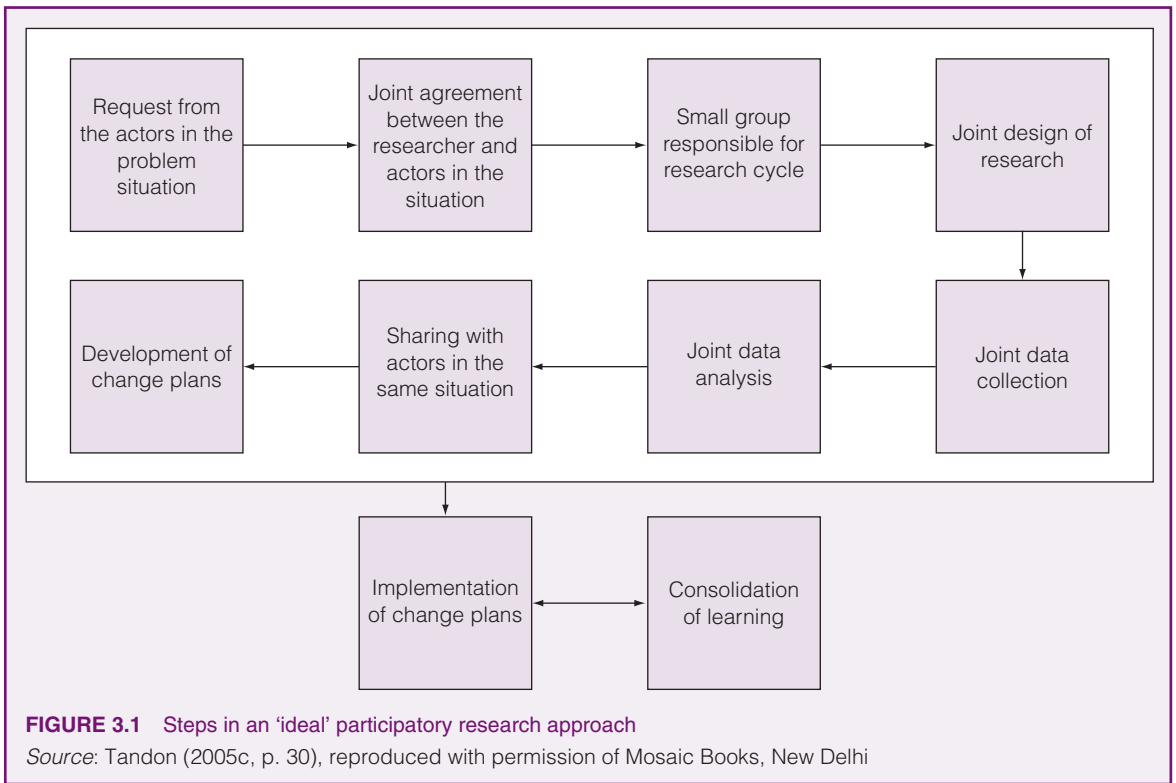 Request from
the actors in the
problem
situation
Joint agreement
between the
researcher and
actors in the
situation
Small group
responsible for
research cycle
Joint design of
research
Development of
change plans
Sharing with
actors in the
same situation
Joint data
analysis
Joint data
collection
Implementation
of change plans
Consolidation
of learning
FIGURE 3.1 Steps in an ‘ideal’ participatory research approach
Source: Tandon (2005c, p. 30), reproduced with permission of Mosaic Books, New Delhi